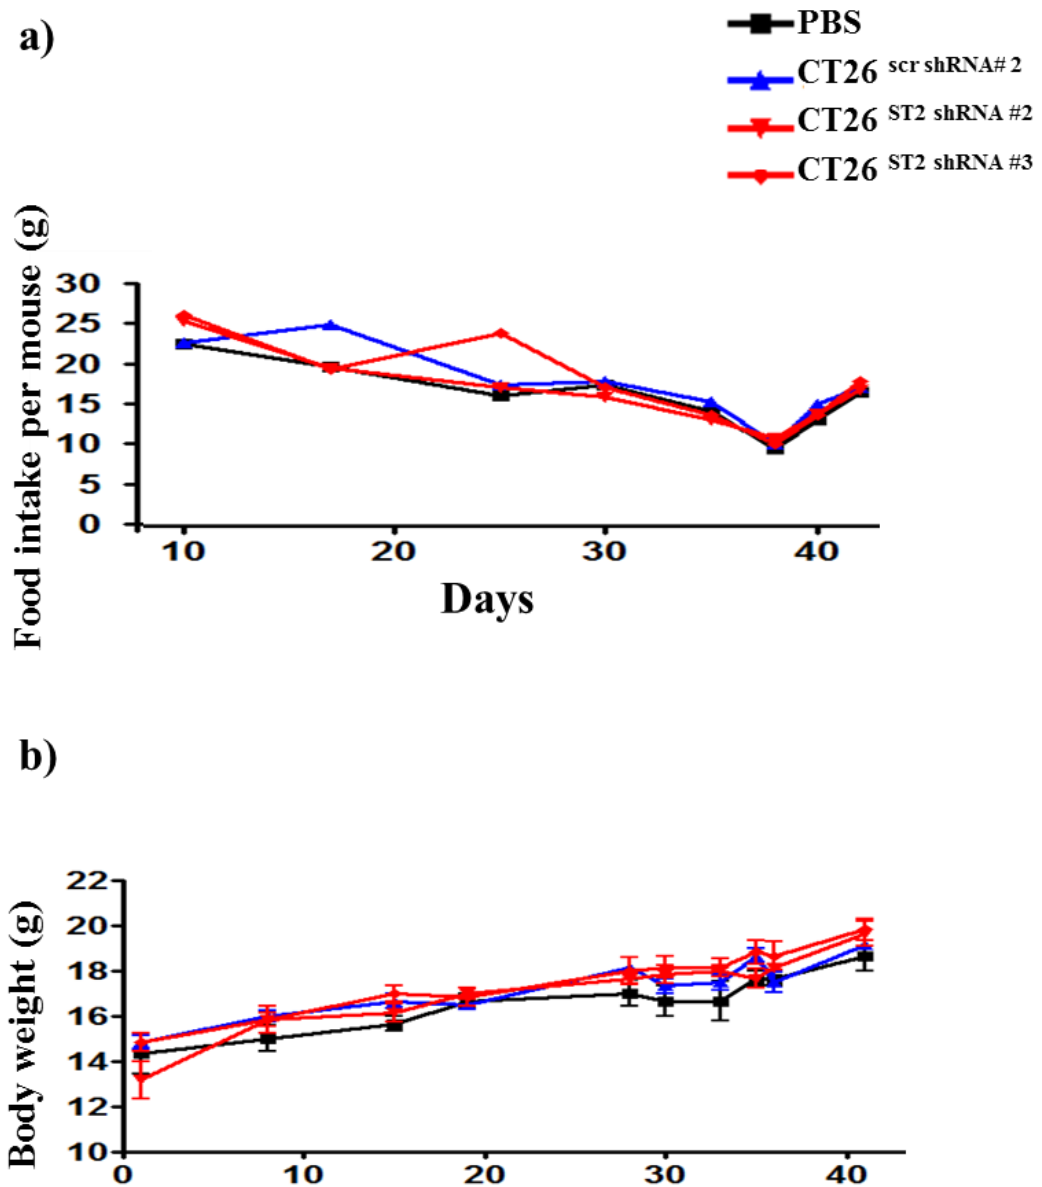 a)
PBS
CT26 scr shRNA# 2
CT26 ST2 shRNA #2
CT26 ST2 shRNA #3
Food intake per mouse (g)
30
25
20
15
10
5
0
10 20 30 40
Days
b)
Body weight (g)
22
20
18
16
14
12
10
0 10 20 30 40